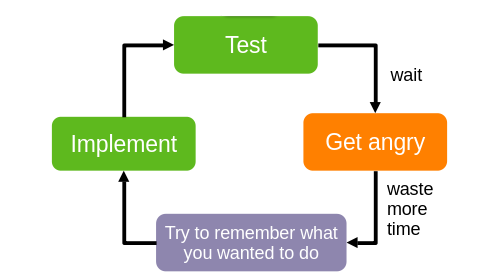 Test
wait
Get angry
waste
more
time
Try to remember what
you wanted to do
Implement